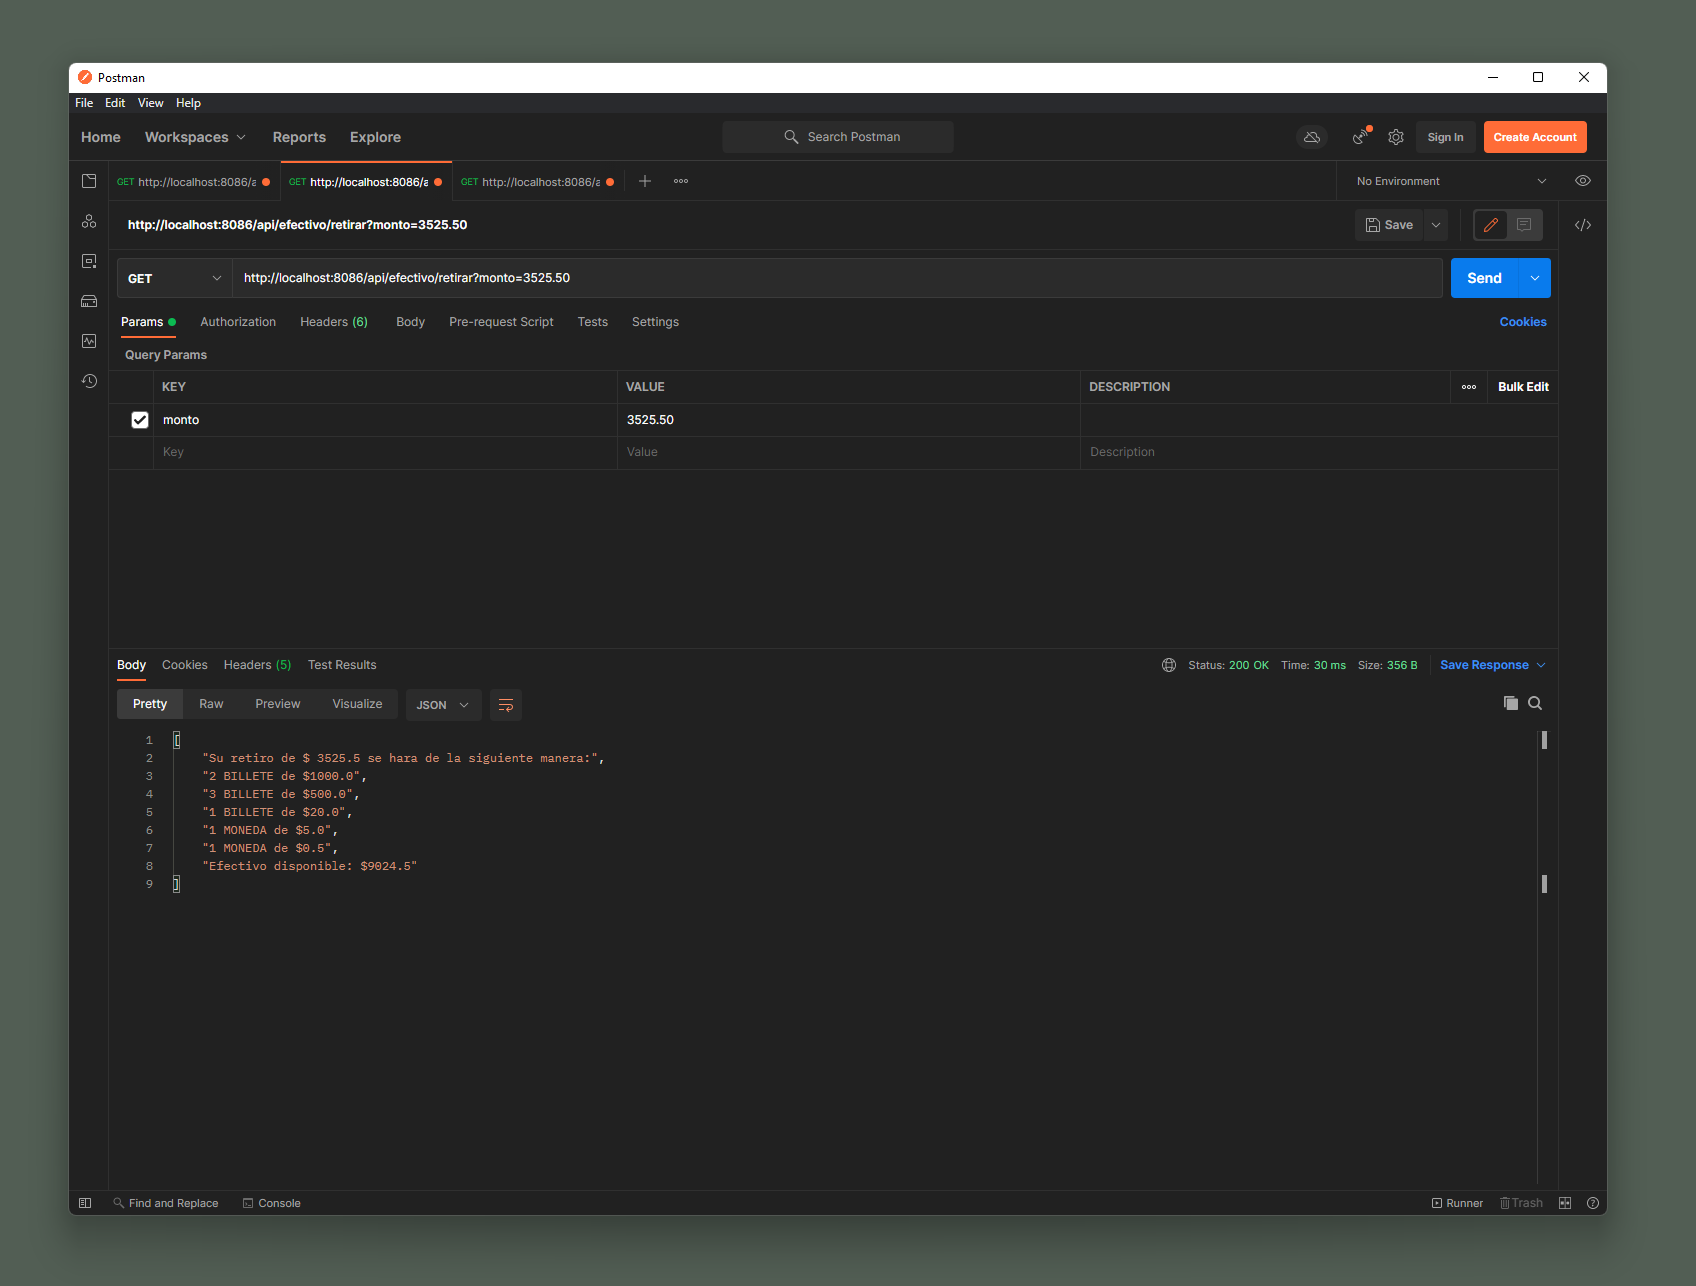 Postman
File Edit View Help
Home Workspaces Reports Explore Search Postman Sign In Create Account
GET http://localhost:8086/a GET http://localhost:8086/a GET http://localhost:8086/a No Environment
http://localhost:8086/api/efectivo/retirar?monto=3525.50 Save
GET http://localhost:8086/api/efectivo/retirar?monto=3525.50 Send
Params Authorization Headers (6) Body Pre-request Script Tests Settings Cookies
Query Params
KEY VALUE DESCRIPTION Bulk Edit
monto 3525.50
Key Value Description
Body Cookies Headers (5) Test Results Status: 200 OK Time: 30 ms Size: 356 B Save Response
Pretty Raw Preview Visualize JSON
1 [
2 "Su retiro de $ 3525.5 se hara de la siguiente manera:",
3 "2 BILLETE de $1000.0",
4 "3 BILLETE de $500.0",
5 "1 BILLETE de $20.0",
6 "1 MONEDA de $5.0",
7 "1 MONEDA de $0.5",
8 "Efectivo disponible: $9024.5"
9 ]
Find and Replace Console Runner Trash